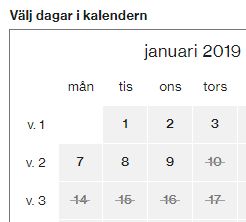 Välj dagar i kalendern
januari 2019
mån tis ons tors
v. 1 1 2 3
v. 2 7 8 9 10
v. 3 14 15 16 17